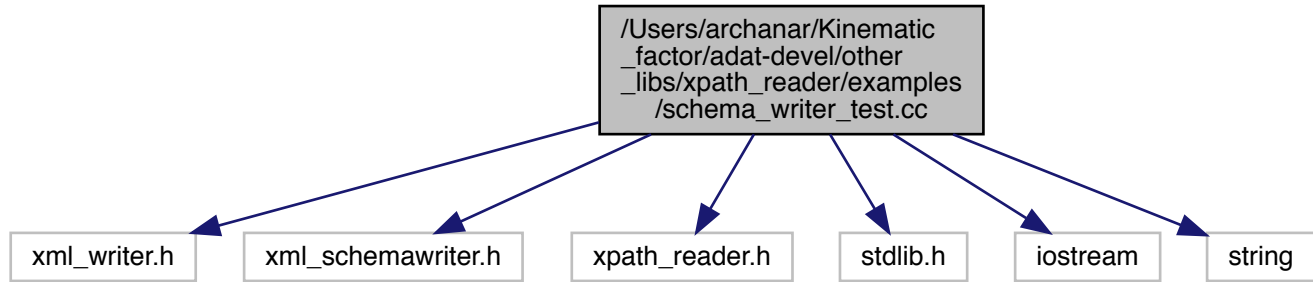 /Users/archanar/Kinematic
_factor/adat-devel/other
_libs/xpath_reader/examples
/schema_writer_test.cc
xml_writer.h
xml_schemawriter.h
xpath_reader.h
stdlib.h
iostream
string